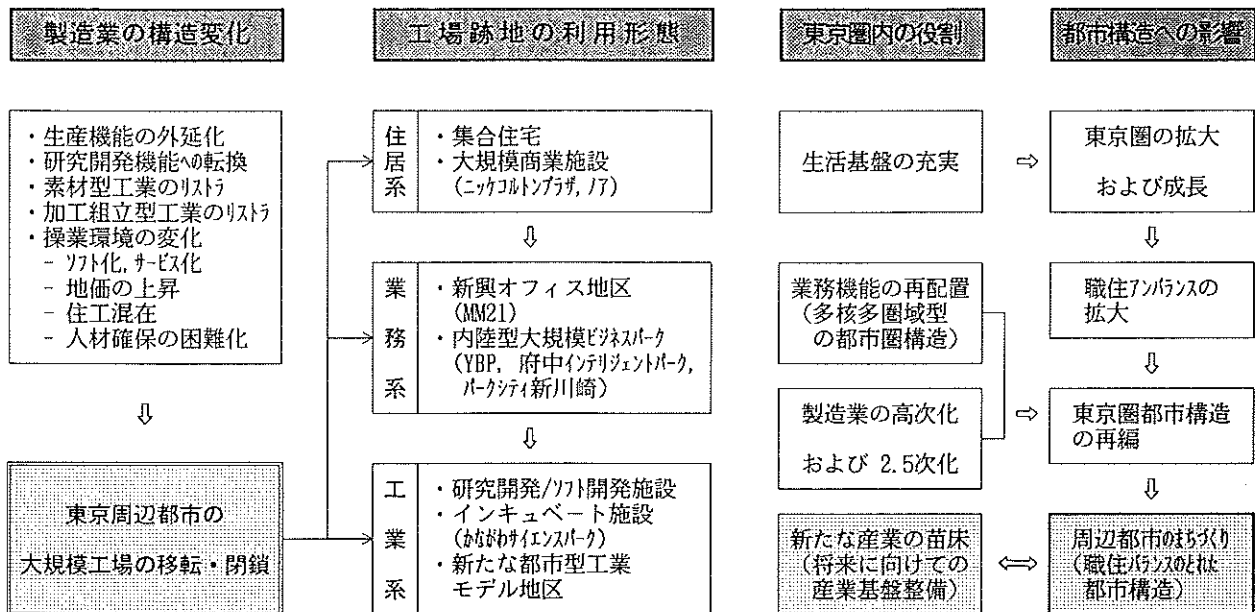 製造業の構造変化
工場跡地の利用形態
東京圏内の役割
都市構造への影響
・生産機能の外延化
・研究開発機能への転換
・素材型工業のリストラ
・加工組立型工業のリストラ
・操業環境の変化
－ソフト化,サービス化
－地価の上昇
－住工混在
－人材確保の困難化
⇩
東京周辺都市の
大規模工場の移転・閉鎖
住居系
・集合住宅
・大規模商業施設
(ニッケコルトンプラザ,ノア)
⇩
業務系
・新興オフィス地区
(MM21)
・内陸型大規模ビジネスパーク
(YBP, 府中インテリジェントパーク,
パークシティ新川崎)
⇩
工業系
・研究開発/ソフト開発施設
・インキュベート施設
(かながわサイエンスパーク)
・新たな都市型工業
モデル地区
生活基盤の充実
⇨
業務機能の再配置
(多核多圏域型
の都市圏構造)
製造業の高次化
および 2.5次化
⇨
新たな産業の苗床
(将来に向けての
産業基盤整備)
⇔
東京圏の拡大
および成長
⇩
職住アンバランスの
拡大
⇩
東京圏都市構造
の再編
⇩
周辺都市のまちづくり
(職住バランスのとれた
都市構造)